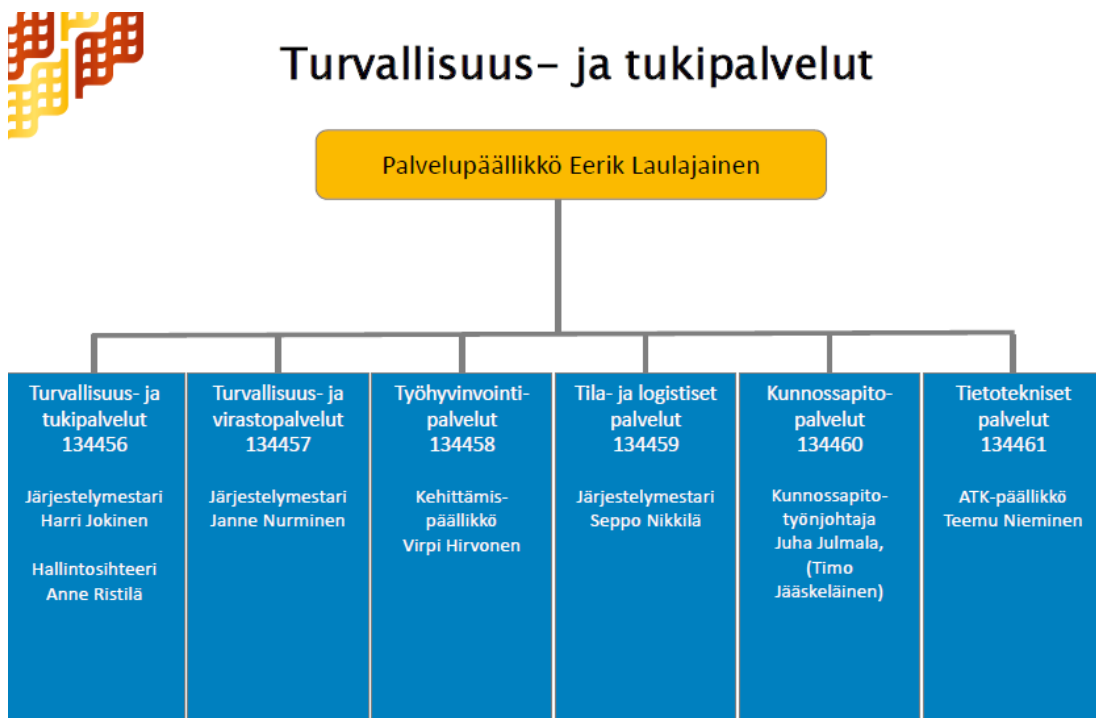 Turvallisuus- ja tukipalvelut
Palvelupäällikkö Eerik Laulajainen
Turvallisuus- ja
tukipalvelut
134456
Järjestelymestari
Harri Jokinen
Hallintosihteeri
Anne Ristilä
Turvallisuus- ja
virastopalvelut
134457
Järjestelymestari
Janne Nurminen
Työhyvinvointi-
palvelut
134458
Kehittämis-
päällikkö
Virpi Hirvonen
Tila- ja logistiset
palvelut
134459
Järjestelymestari
Seppo Nikkilä
Kunnossapito-
palvelut
134460
Kunnossapito-
työnjohtaja
Juha Julmala,
(Timo
Jääskeläinen)
Tietotekniset
palvelut
134461
ATK-päällikkö
Teemu Nieminen